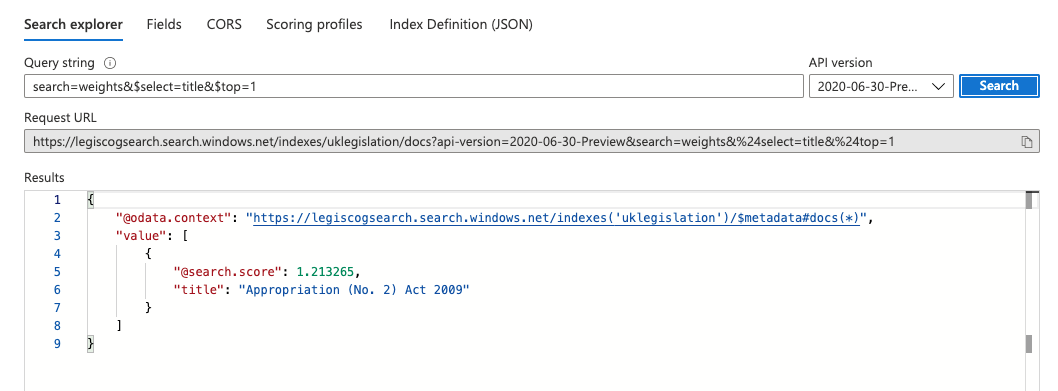 Search explorer Fields CORS Scoring profiles Index Definition (JSON)
Query string API version
search=weights&$select=title&$top=1 2020-06-30-Pre... Search
Request URL
https://legiscogsearch.search.windows.net/indexes/uklegislation/docs?api-version=2020-06-30-Preview&search=weights&%24select=title&%24top=1
Results
1 {
2 "@odata.context": "https://legiscogsearch.search.windows.net/indexes('uklegislation')/$metadata#docs(*)",
3 "value": [
4 {
5 "@search.score": 1.213265,
6 "title": "Appropriation (No. 2) Act 2009"
7 }
8 ]
9 }